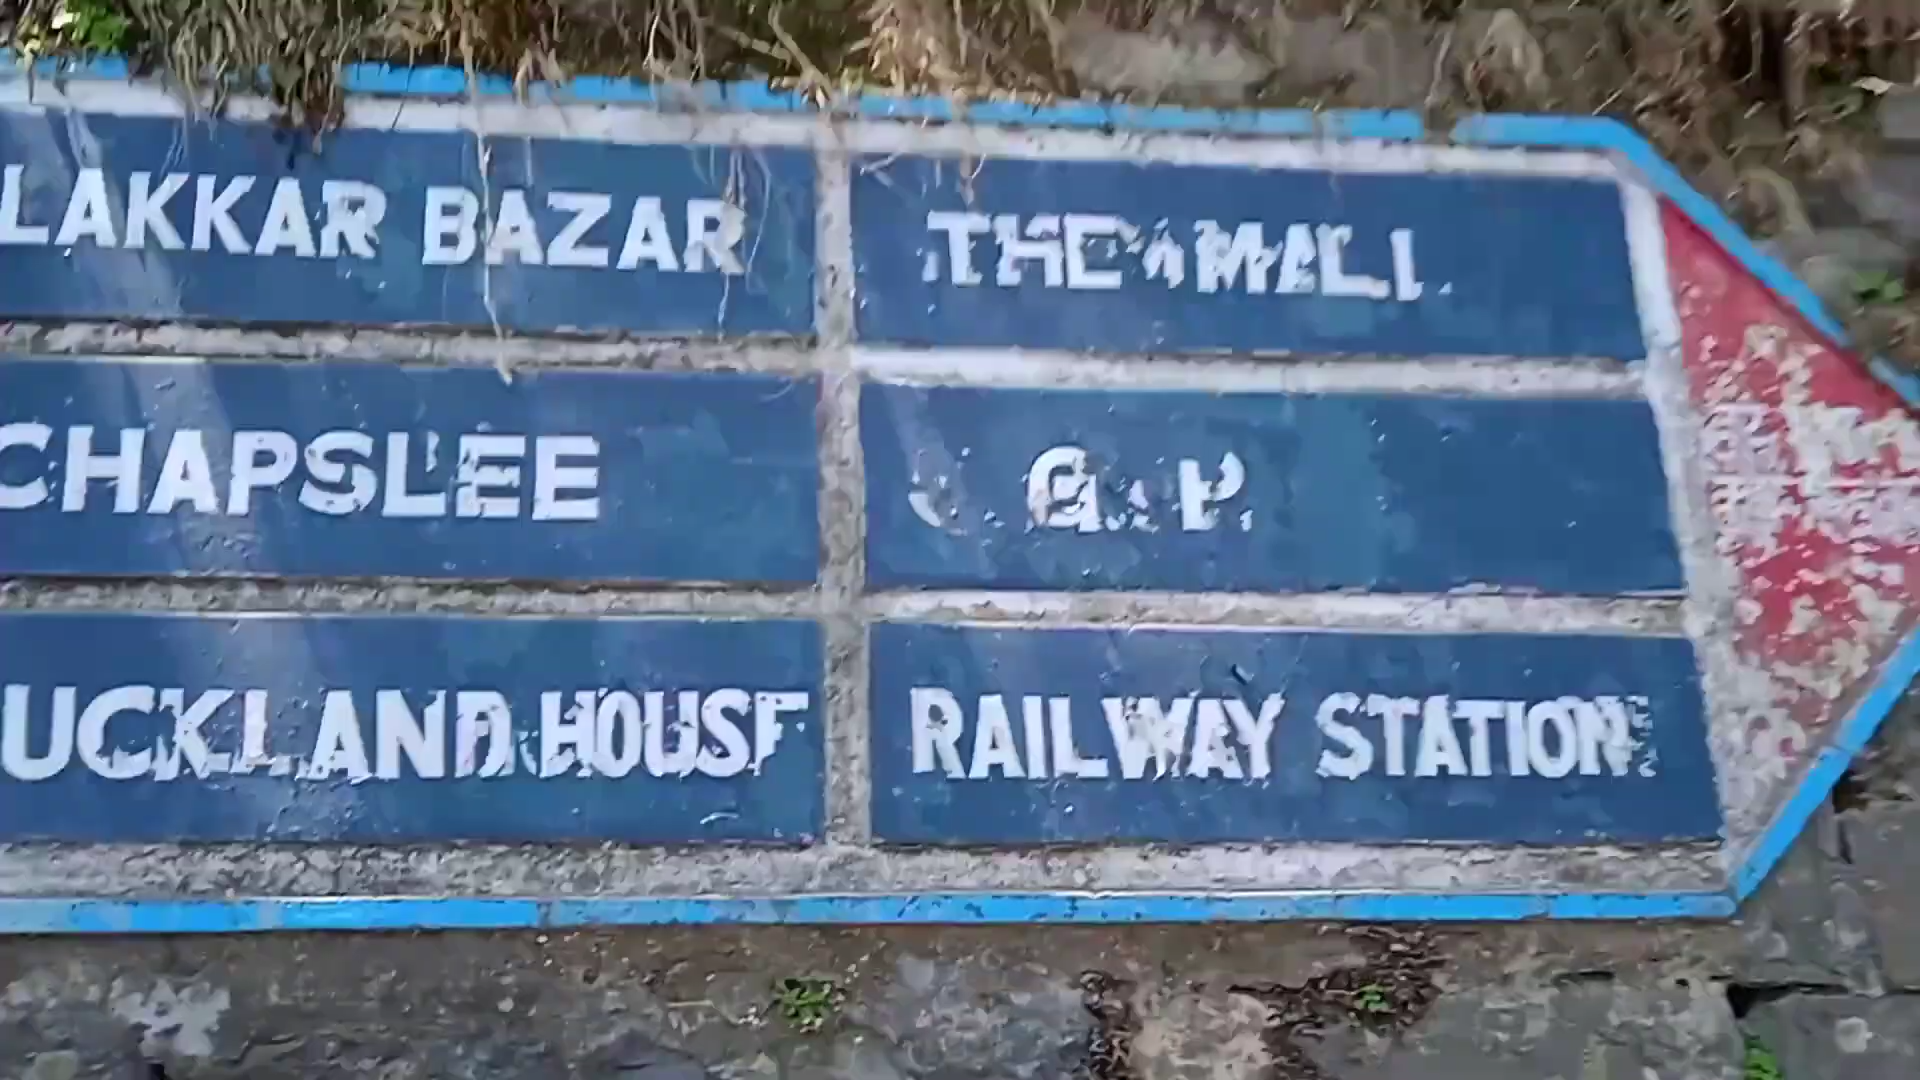 LAKKAR BAZAR
THE MALL
CHAPSLEE
UCKLAND HOUSE
RAILWAY STATION